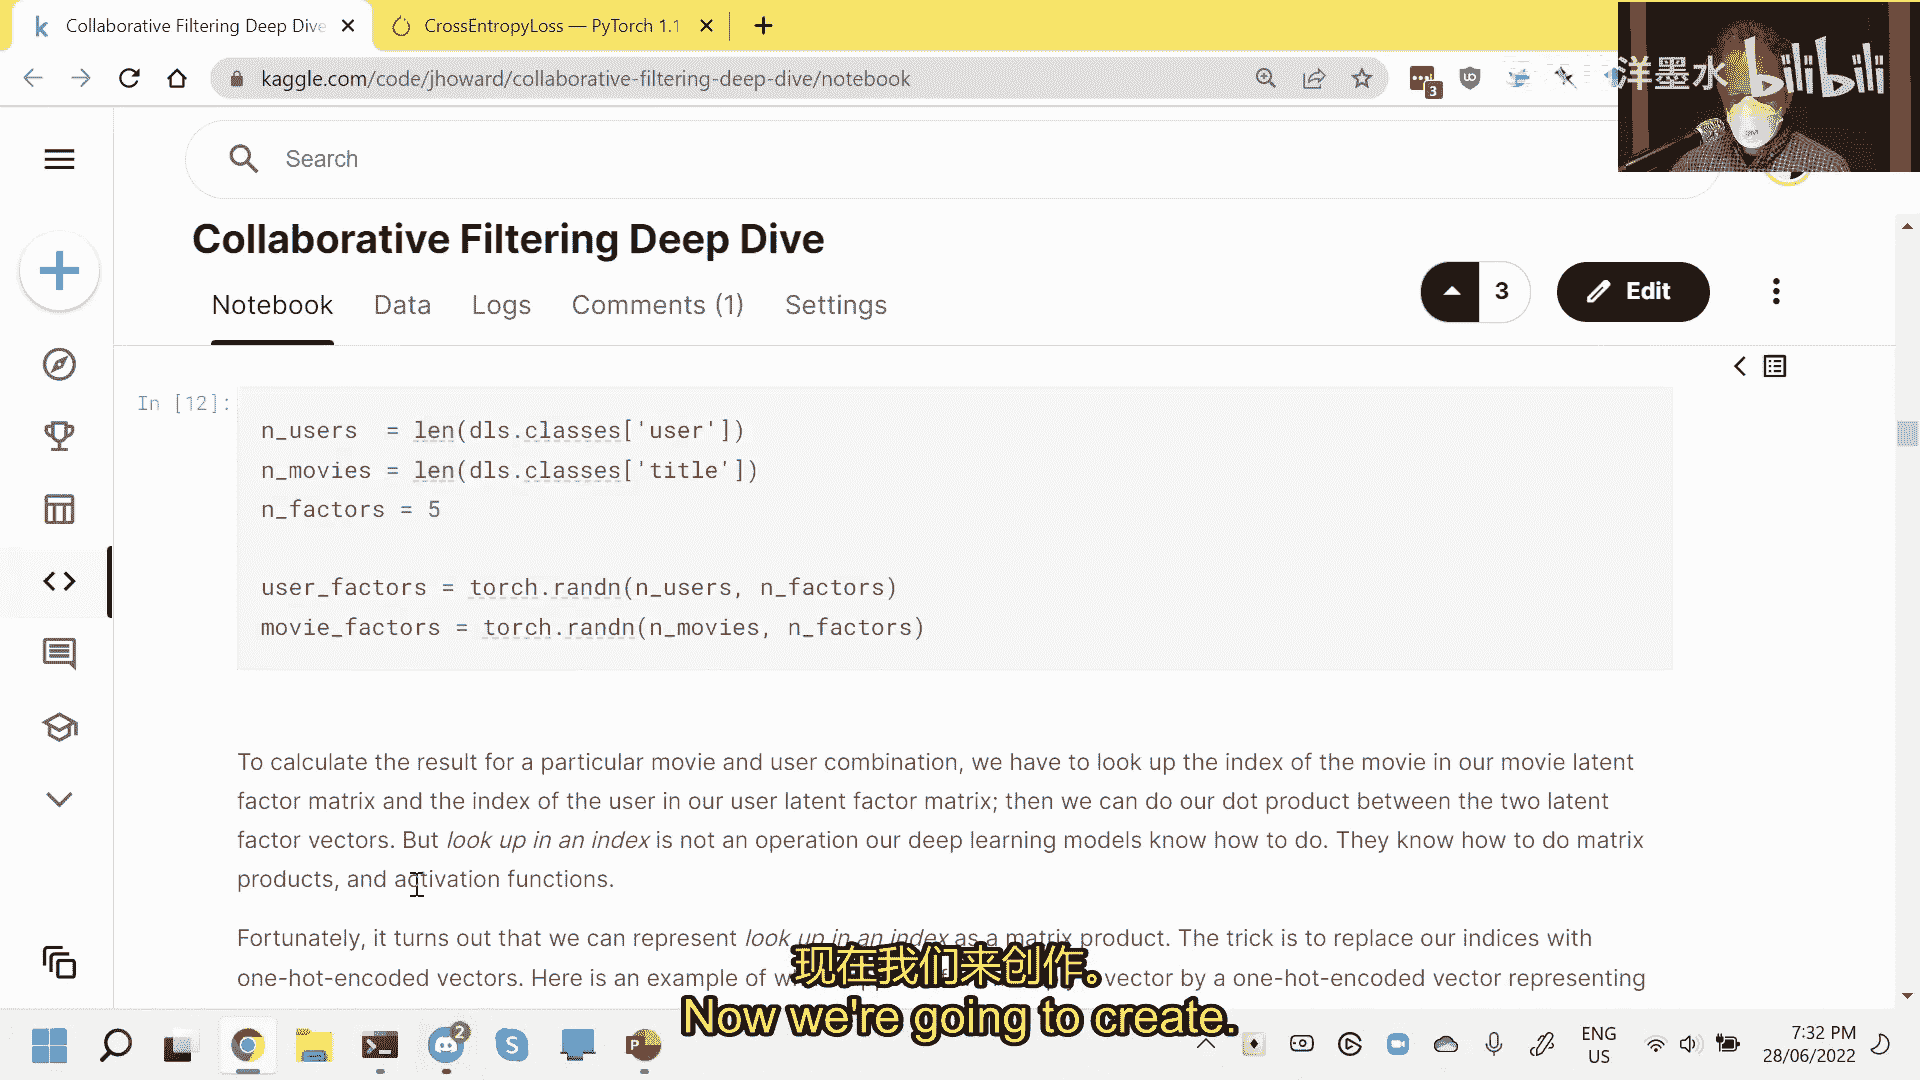 Collaborative Filtering Deep Dive
CrossEntropyLoss — PyTorch 1.1
kaggle.com/code/jhoward/collaborative-filtering-deep-dive/notebook
3
洋墨水 bilibili
Search
Collaborative Filtering Deep Dive
Notebook Data Logs Comments (1) Settings
3 Edit
In [12]:
n_users  = len(dls.classes['user'])
n_movies = len(dls.classes['title'])
n_factors = 5
user_factors = torch.randn(n_users, n_factors)
movie_factors = torch.randn(n_movies, n_factors)
To calculate the result for a particular movie and user combination, we have to look up the index of the movie in our movie latent
factor matrix and the index of the user in our user latent factor matrix; then we can do our dot product between the two latent
factor vectors. But look up in an index is not an operation our deep learning models know how to do. They know how to do matrix
products, and activation functions.
Fortunately, it turns out that we can represent look up in an index as a matrix product. The trick is to replace our indices with
one-hot-encoded vectors. Here is an example of vector by a one-hot-encoded vector representing
现在我们来创作。
Now we're going to create.
2
ENG
US
7:32 PM
28/06/2022